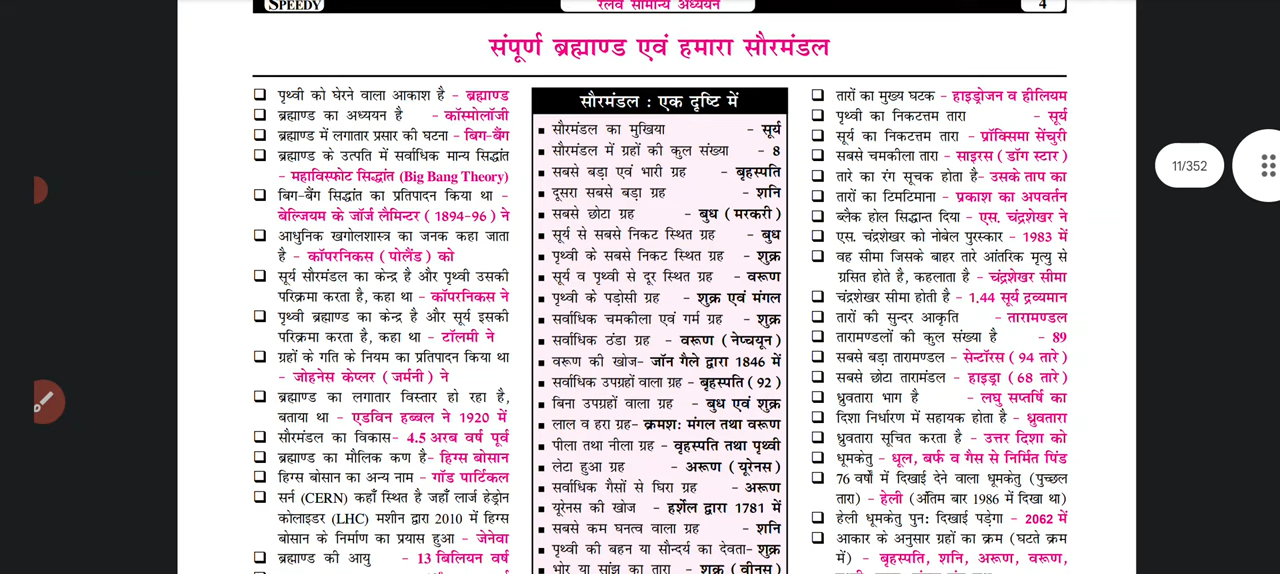 SPEEDY
रेलवे सामान्य अध्ययन
4
संपूर्ण ब्रह्माण्ड एवं हमारा सौरमंडल
❑ पृथ्वी को घेरने वाला आकाश है - ब्रह्माण्ड
❑ ब्रह्माण्ड का अध्ययन है - कॉस्मोलॉजी
❑ ब्रह्माण्ड में लगातार प्रसार की घटना - बिग-बैंग
❑ ब्रह्माण्ड के उत्पति में सर्वाधिक मान्य सिद्धांत
- महाविस्फोट सिद्धांत (Big Bang Theory)
❑ बिग-बैंग सिद्धांत का प्रतिपादन किया था -
बेल्जियम के जॉर्ज लैमिन्टर (1894-96) ने
❑ आधुनिक खगोलशास्त्र का जनक कहा जाता
है - कॉपरनिकस (पोलैंड) को
❑ सूर्य सौरमंडल का केन्द्र है और पृथ्वी उसकी
परिक्रमा करता है, कहा था - कॉपरनिकस ने
❑ पृथ्वी ब्रह्माण्ड का केन्द्र है और सूर्य इसकी
परिक्रमा करता है, कहा था - टॉलमी ने
❑ ग्रहों के गति के नियम का प्रतिपादन किया था
- जोहनेस केप्लर (जर्मनी) ने
❑ ब्रह्माण्ड का लगातार विस्तार हो रहा है,
बताया था - एडविन हब्बल ने 1920 में
❑ सौरमंडल का विकास- 4.5 अरब वर्ष पूर्व
❑ ब्रह्माण्ड का मौलिक कण है- हिग्स बोसान
❑ हिग्स बोसान का अन्य नाम - गॉड पार्टिकल
❑ सर्न (CERN) कहाँ स्थित है जहाँ लार्ज हेड्रोन
कोलाइडर (LHC) मशीन द्वारा 2010 में हिग्स
बोसान के निर्माण का प्रयास हुआ - जेनेवा
❑ ब्रह्माण्ड की आयु - 13 बिलियन वर्ष
सौरमंडल : एक दृष्टि में
▪ सौरमंडल का मुखिया - सूर्य
▪ सौरमंडल में ग्रहों की कुल संख्या - 8
▪ सबसे बड़ा एवं भारी ग्रह - बृहस्पति
▪ दूसरा सबसे बड़ा ग्रह - शनि
▪ सबसे छोटा ग्रह - बुध (मरकरी)
▪ सूर्य से सबसे निकट स्थित ग्रह - बुध
▪ पृथ्वी के सबसे निकट स्थित ग्रह - शुक्र
▪ सूर्य व पृथ्वी से दूर स्थित ग्रह - वरूण
▪ पृथ्वी के पड़ोसी ग्रह - शुक्र एवं मंगल
▪ सर्वाधिक चमकीला एवं गर्म ग्रह - शुक्र
▪ सर्वाधिक ठंडा ग्रह - वरूण (नेप्चयून)
▪ वरूण की खोज- जॉन गैले द्वारा 1846 में
▪ सर्वाधिक उपग्रहों वाला ग्रह - बृहस्पति (92)
▪ बिना उपग्रहों वाला ग्रह - बुध एवं शुक्र
▪ लाल व हरा ग्रह- क्रमश: मंगल तथा वरूण
▪ पीला तथा नीला ग्रह - वृहस्पति तथा पृथ्वी
▪ लेटा हुआ ग्रह - अरूण (यूरेनस)
▪ सर्वाधिक गैसों से घिरा ग्रह - अरूण
▪ यूरेनस की खोज - हर्शेल द्वारा 1781 में
▪ सबसे कम घनत्व वाला ग्रह - शनि
▪ पृथ्वी की बहन या सौन्दर्य का देवता- शुक्र
▪ भोर या सांझ का तारा - शुक्र (वीनस)
❑ तारों का मुख्य घटक - हाइड्रोजन व हीलियम
❑ पृथ्वी का निकटत्तम तारा - सूर्य
❑ सूर्य का निकटत्तम तारा - प्रॉक्सिमा सेंचुरी
❑ सबसे चमकीला तारा - साइरस (डॉग स्टार)
❑ तारे का रंग सूचक होता है- उसके ताप का
❑ तारों का टिमटिमाना - प्रकाश का अपवर्तन
❑ ब्लैक होल सिद्धान्त दिया - एस. चंद्रशेखर ने
❑ एस. चंद्रशेखर को नोबेल पुरस्कार - 1983 में
❑ वह सीमा जिसके बाहर तारे आंतरिक मृत्यु से
ग्रसित होते है, कहलाता है - चंद्रशेखर सीमा
❑ चंद्रशेखर सीमा होती है - 1.44 सूर्य द्रव्यमान
❑ तारों की सुन्दर आकृति - तारामण्डल
❑ तारामण्डलों की कुल संख्या है - 89
❑ सबसे बड़ा तारामण्डल - सेन्टॉरस (94 तारे)
❑ सबसे छोटा तारामंडल - हाइड्रा (68 तारे)
❑ ध्रुवतारा भाग है - लघु सप्तर्षि का
❑ दिशा निर्धारण में सहायक होता है - ध्रुवतारा
❑ ध्रुवतारा सूचित करता है - उत्तर दिशा को
❑ धूमकेतु - धूल, बर्फ व गैस से निर्मित पिंड
❑ 76 वर्षों में दिखाई देने वाला धूमकेतु (पुच्छल
तारा) - हेली (अंतिम बार 1986 में दिखा था)
❑ हेली धूमकेतु पुन: दिखाई पड़ेगा - 2062 में
❑ आकार के अनुसार ग्रहों का क्रम (घटते क्रम
में) - बृहस्पति, शनि, अरूण, वरूण,
11/352